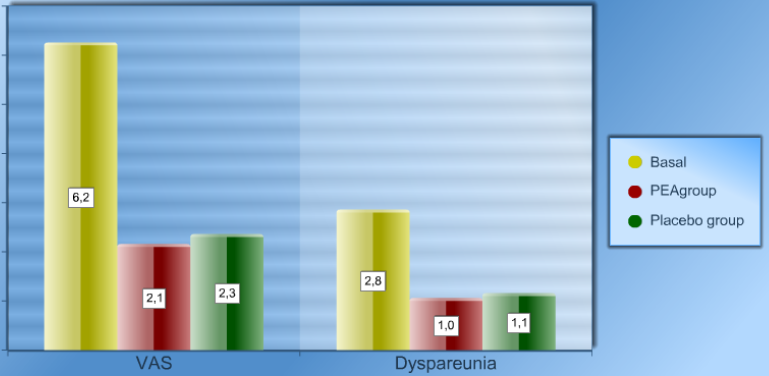 6,2
2,1
2,3
2,8
1,0
1,1
VAS
Dyspareunia
Basal
PEAgroup
Placebo group